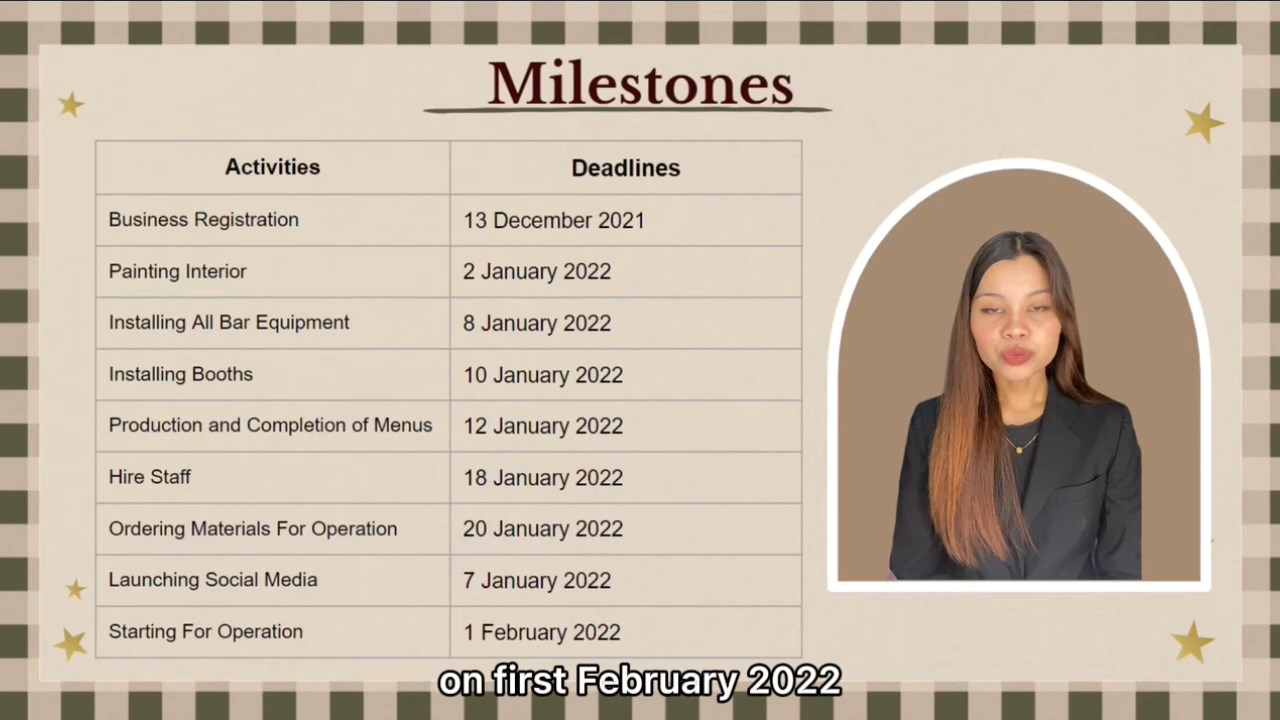 Milestones
Activities Deadlines
Business Registration 13 December 2021
Painting Interior 2 January 2022
Installing All Bar Equipment 8 January 2022
Installing Booths 10 January 2022
Production and Completion of Menus 12 January 2022
Hire Staff 18 January 2022
Ordering Materials For Operation 20 January 2022
Launching Social Media 7 January 2022
Starting For Operation 1 February 2022
on first February 2022